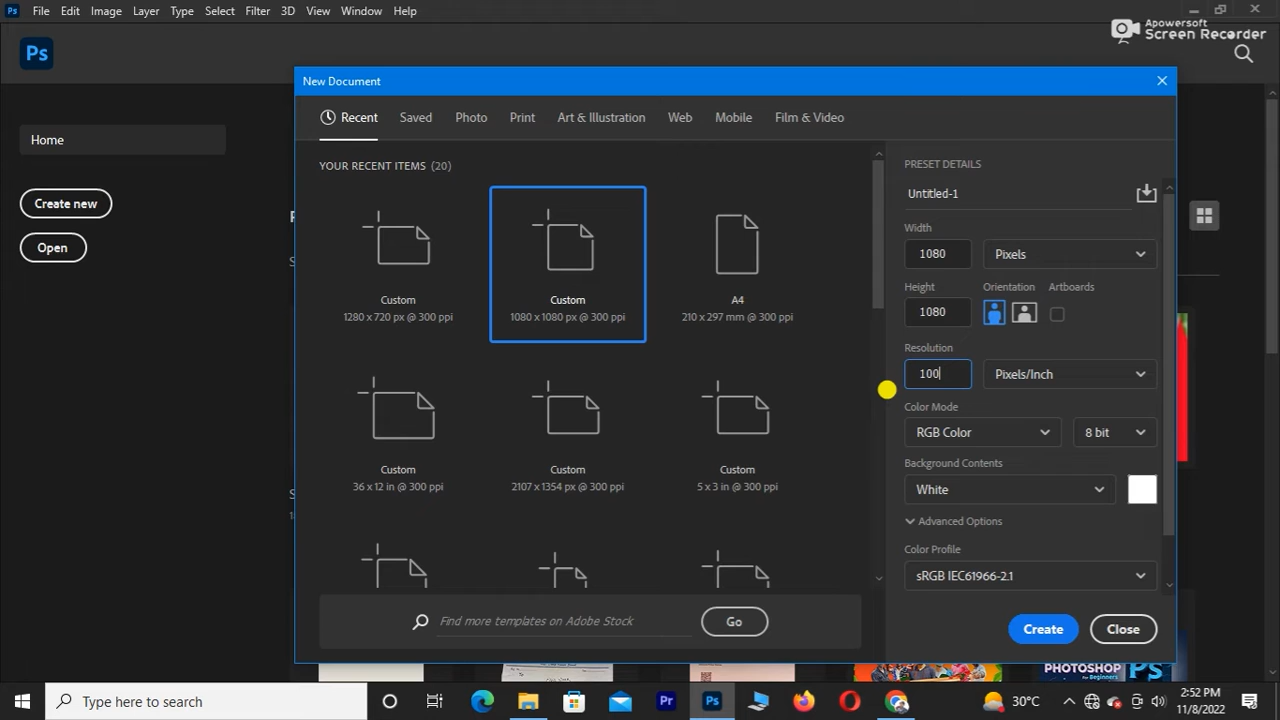 Ps File Edit Image Layer Type Select Filter 3D View Window Help
Apowersoft
Screen Recorder
Ps
New Document
Home
Create new
Open
Recent Saved Photo Print Art & Illustration Web Mobile Film & Video
YOUR RECENT ITEMS (20)
Custom
1280 x 720 px @ 300 ppi
Custom
1080 x 1080 px @ 300 ppi
A4
210 x 297 mm @ 300 ppi
Custom
36 x 12 in @ 300 ppi
Custom
2107 x 1354 px @ 300 ppi
Custom
5 x 3 in @ 300 ppi
Find more templates on Adobe Stock Go
PRESET DETAILS
Untitled-1
Width
1080 Pixels
Height Orientation Artboards
1080
Resolution
100 Pixels/Inch
Color Mode
RGB Color 8 bit
Background Contents
White
Advanced Options
Color Profile
sRGB IEC61966-2.1
Create Close
PHOTOSHOP
for Beginners
Ps
Type here to search
Pr Ps
30°C
2:52 PM
11/8/2022